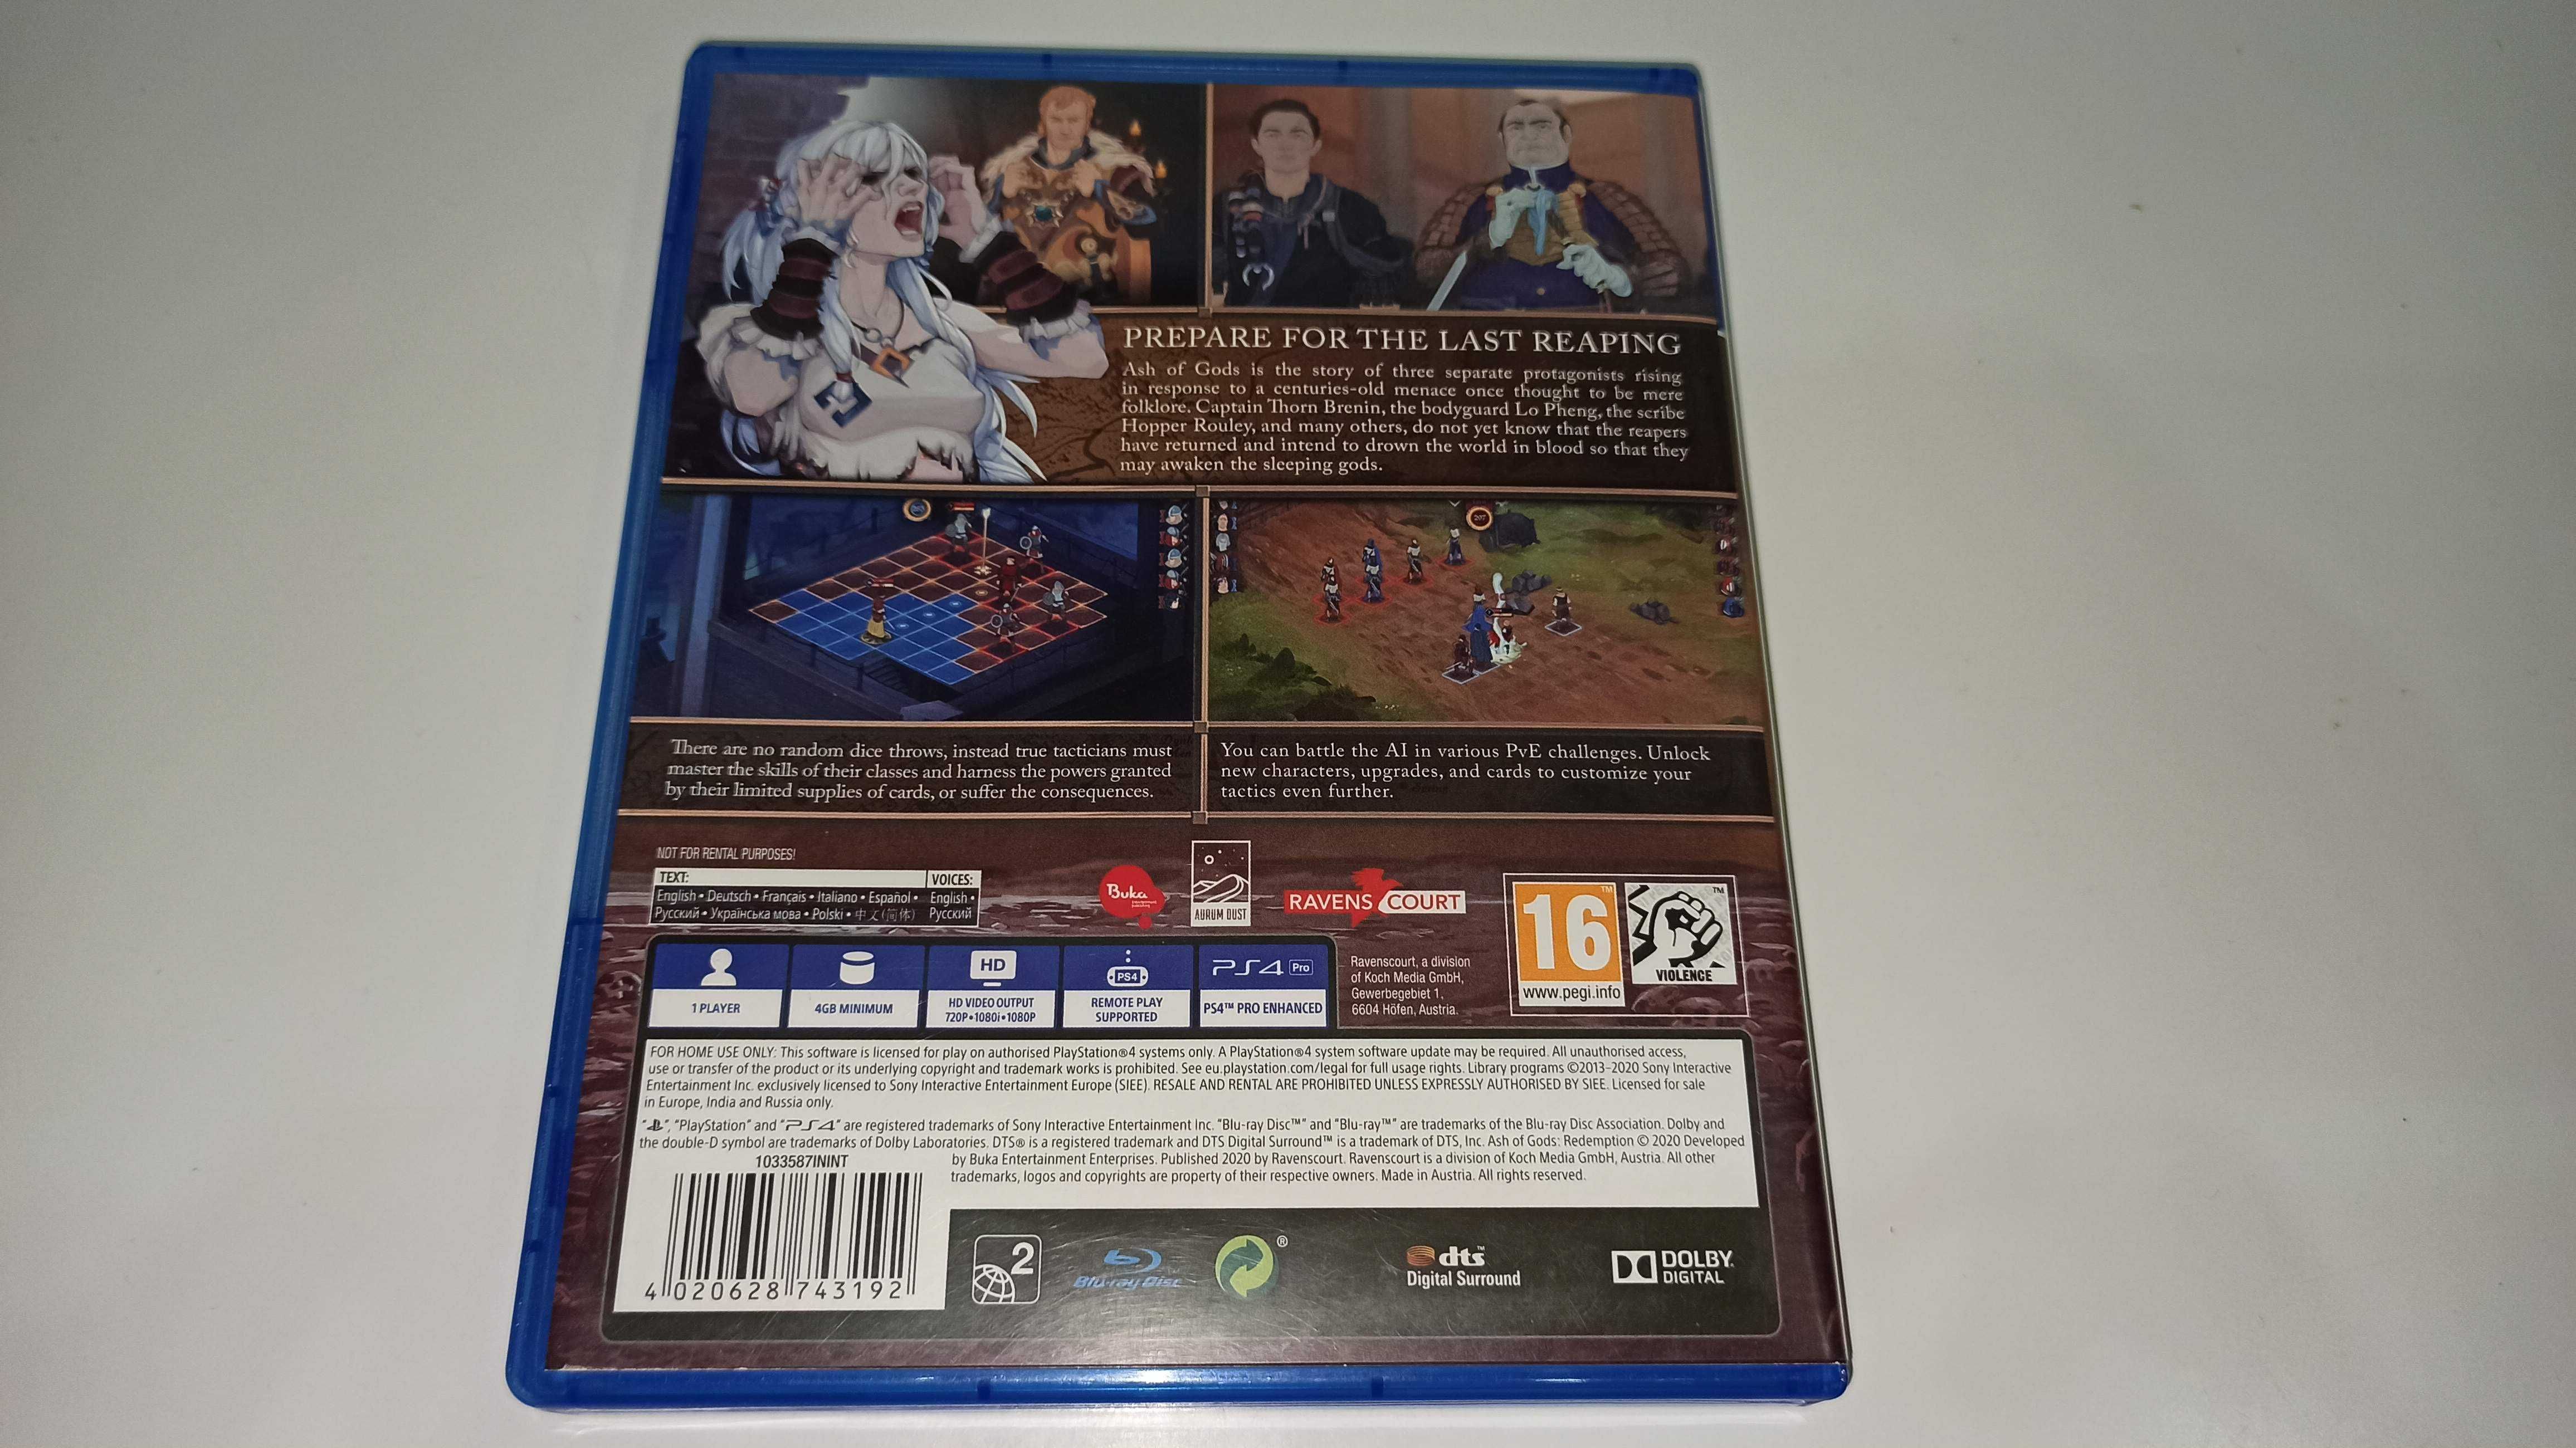 PREPARE FOR THE LAST REAPING
Ash of Gods is the story of three separate protagonists rising
in response to a centuries-old menace once thought to be mere
folklore. Captain Thorn Brenin, the bodyguard Lo Pheng, the scribe
Hopper Rouley, and many others, do not yet know that the reapers
have returned and intend to drown the world in blood so that they
may awaken the sleeping gods.
207
There are no random dice throws, instead true tacticians must
master the skills of their classes and harness the powers granted
by their limited supplies of cards, or suffer the consequences.
You can battle the AI in various PvE challenges. Unlock
new characters, upgrades, and cards to customize your
tactics even further.
NOT FOR RENTAL PURPOSES!
TEXT:
English • Deutsch • Français • Italiano • Español •
Русский • Українська мова • Polski • 中文(简体)
VOICES:
English •
Русский
Buka
AURUM DUST
RAVENSCOURT
16™
www.pegi.info
™
VIOLENCE
1 PLAYER
4GB MINIMUM
HD
HD VIDEO OUTPUT
720P•1080i•1080P
PS4
REMOTE PLAY
SUPPORTED
PS4 Pro
PS4™ PRO ENHANCED
Ravenscourt, a division
of Koch Media GmbH,
Gewerbegebiet 1,
6604 Höfen, Austria.
FOR HOME USE ONLY: This software is licensed for play on authorised PlayStation®4 systems only. A PlayStation®4 system software update may be required. All unauthorised access,
use or transfer of the product or its underlying copyright and trademark works is prohibited. See eu.playstation.com/legal for full usage rights. Library programs ©2013-2020 Sony Interactive
Entertainment Inc. exclusively licensed to Sony Interactive Entertainment Europe (SIEE). RESALE AND RENTAL ARE PROHIBITED UNLESS EXPRESSLY AUTHORISED BY SIEE. Licensed for sale
in Europe, India and Russia only.
"", "PlayStation" and "PS4" are registered trademarks of Sony Interactive Entertainment Inc. "Blu-ray Disc™" and "Blu-ray™" are trademarks of the Blu-ray Disc Association. Dolby and
the double-D symbol are trademarks of Dolby Laboratories. DTS® is a registered trademark and DTS Digital Surround™ is a trademark of DTS, Inc. Ash of Gods: Redemption © 2020 Developed
by Buka Entertainment Enterprises. Published 2020 by Ravenscourt. Ravenscourt is a division of Koch Media GmbH, Austria. All other
trademarks, logos and copyrights are property of their respective owners. Made in Austria. All rights reserved.
1033587ININT
4 020628 743192
2
Blu-ray Disc
®
dts™
Digital Surround
DOLBY
DIGITAL